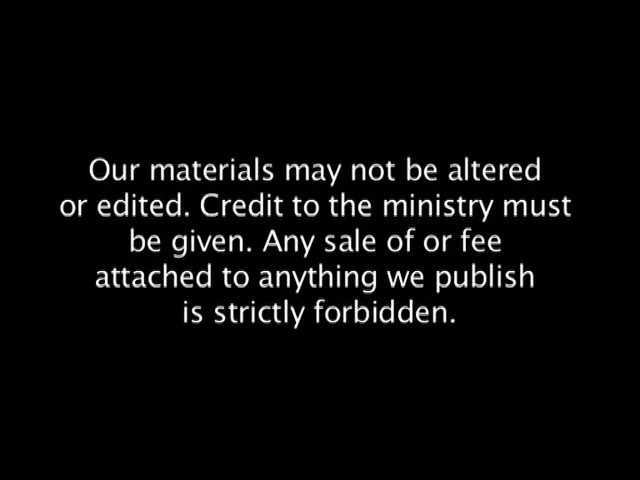 Our materials may not be altered
or edited. Credit to the ministry must
be given. Any sale of or fee
attached to anything we publish
is strictly forbidden.